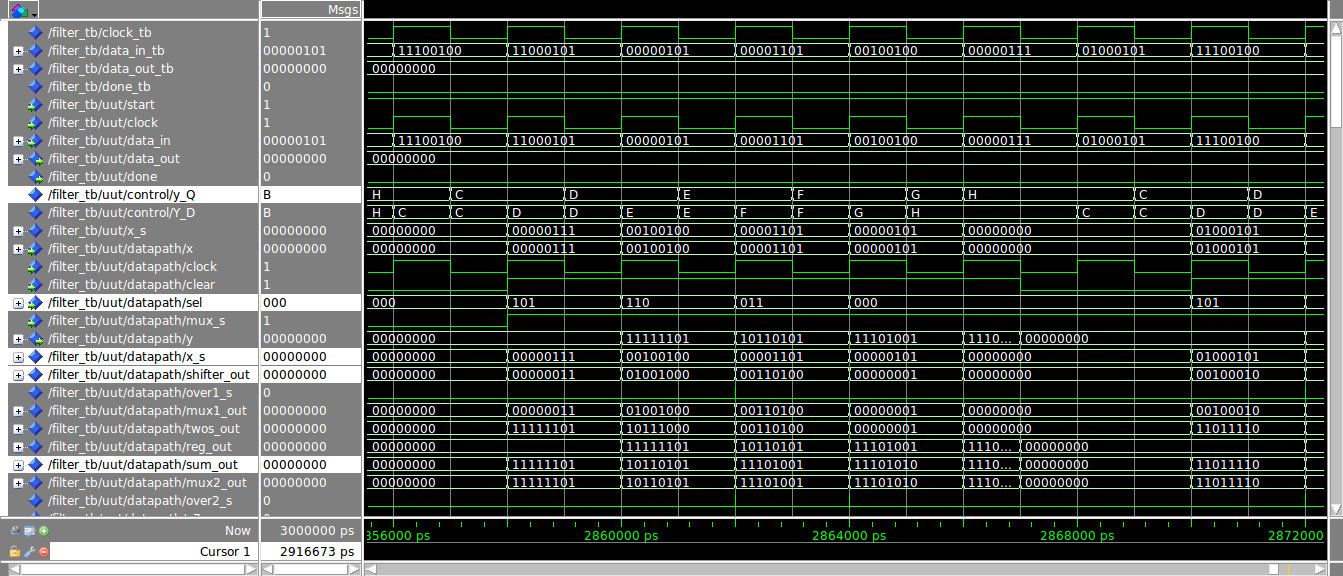 Msgs
/filter_tb/clock_tb 1
/filter_tb/data_in_tb 00000101 11100100 11000101 00000101 00001101 00100100 00000111 01000101 11100100
/filter_tb/data_out_tb 00000000 00000000
/filter_tb/done_tb 0
/filter_tb/uut/start 1
/filter_tb/uut/clock 1
/filter_tb/uut/data_in 00000101 11100100 11000101 00000101 00001101 00100100 00000111 01000101 11100100
/filter_tb/uut/data_out 00000000 00000000
/filter_tb/uut/done 0
/filter_tb/uut/control/y_Q B H C D E F G H C D
/filter_tb/uut/control/Y_D B H C C D D E E F F G H C C D D E
/filter_tb/uut/x_s 00000000 00000000 00000111 00100100 00001101 00000101 00000000 01000101
/filter_tb/uut/datapath/x 00000000 00000000 00000111 00100100 00001101 00000101 00000000 01000101
/filter_tb/uut/datapath/clock 1
/filter_tb/uut/datapath/clear 1
/filter_tb/uut/datapath/sel 000 000 101 110 011 000 101
/filter_tb/uut/datapath/mux_s 1
/filter_tb/uut/datapath/y 00000000 00000000 11111101 10110101 11101001 1110... 00000000
/filter_tb/uut/datapath/x_s 00000000 00000000 00000111 00100100 00001101 00000101 00000000 01000101
/filter_tb/uut/datapath/shifter_out 00000000 00000000 00000011 01001000 00110100 00000001 00000000 00100010
/filter_tb/uut/datapath/over1_s 0
/filter_tb/uut/datapath/mux1_out 00000000 00000000 00000011 01001000 00110100 00000001 00000000 00100010
/filter_tb/uut/datapath/twos_out 00000000 00000000 11111101 10111000 00110100 00000001 00000000 11011110
/filter_tb/uut/datapath/reg_out 00000000 00000000 11111101 10110101 11101001 1110... 00000000
/filter_tb/uut/datapath/sum_out 00000000 00000000 11111101 10110101 11101001 11101010 1110... 00000000 11011110
/filter_tb/uut/datapath/mux2_out 00000000 00000000 11111101 10110101 11101001 11101010 1110... 00000000 11011110
/filter_tb/uut/datapath/over2_s 0
Now 3000000 ps 856000 ps 2860000 ps 2864000 ps 2868000 ps 2872000
Cursor 1 2916673 ps